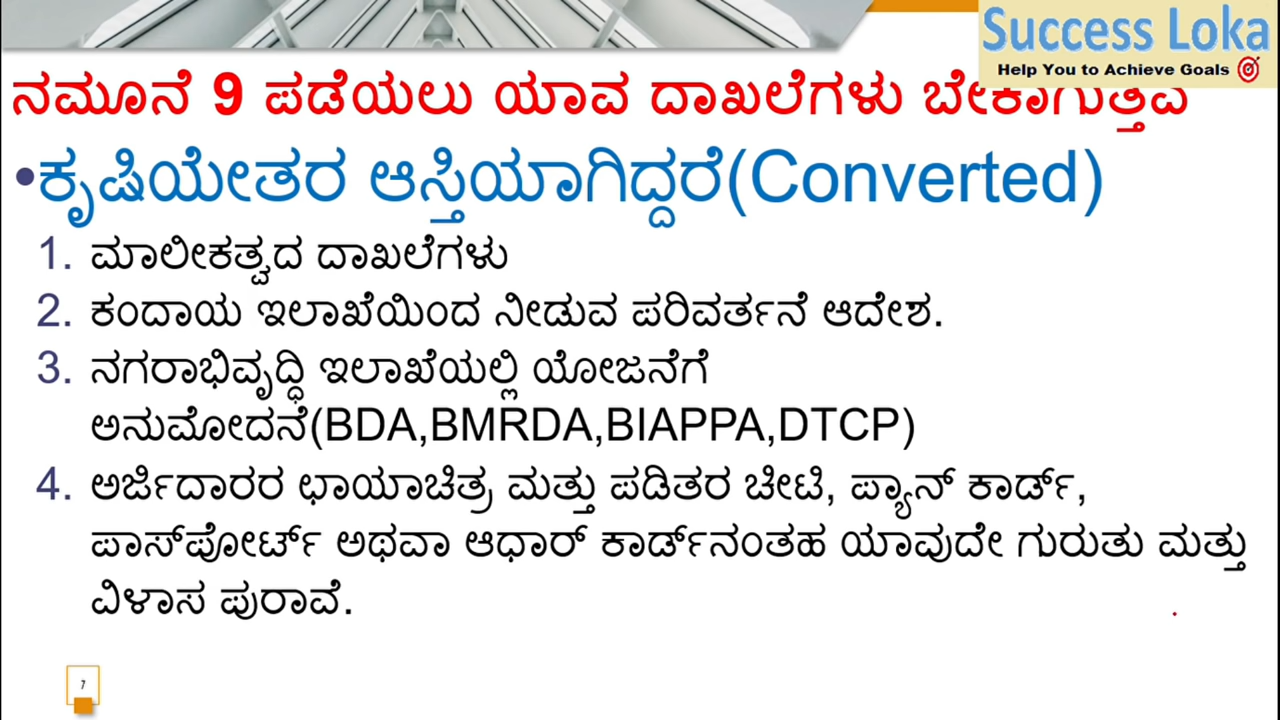 Success Loka
Help You to Achieve Goals
ನಮೂನೆ 9 ಪಡೆಯಲು ಯಾವ ದಾಖಲೆಗಳು ಬೇಕಾಗುತ್ತವೆ
•ಕೃಷಿಯೇತರ ಆಸ್ತಿಯಾಗಿದ್ದರೆ(Converted)
1. ಮಾಲೀಕತ್ವದ ದಾಖಲೆಗಳು
2. ಕಂದಾಯ ಇಲಾಖೆಯಿಂದ ನೀಡುವ ಪರಿವರ್ತನೆ ಆದೇಶ.
3. ನಗರಾಭಿವೃದ್ಧಿ ಇಲಾಖೆಯಲ್ಲಿ ಯೋಜನೆಗೆ
ಅನುಮೋದನೆ(BDA,BMRDA,BIAPPA,DTCP)
4. ಅರ್ಜಿದಾರರ ಛಾಯಾಚಿತ್ರ ಮತ್ತು ಪಡಿತರ ಚೀಟಿ, ಪ್ಯಾನ್ ಕಾರ್ಡ್,
ಪಾಸ್‌ಪೋರ್ಟ್ ಅಥವಾ ಆಧಾರ್ ಕಾರ್ಡ್‌ನಂತಹ ಯಾವುದೇ ಗುರುತು ಮತ್ತು
ವಿಳಾಸ ಪುರಾವೆ.
7